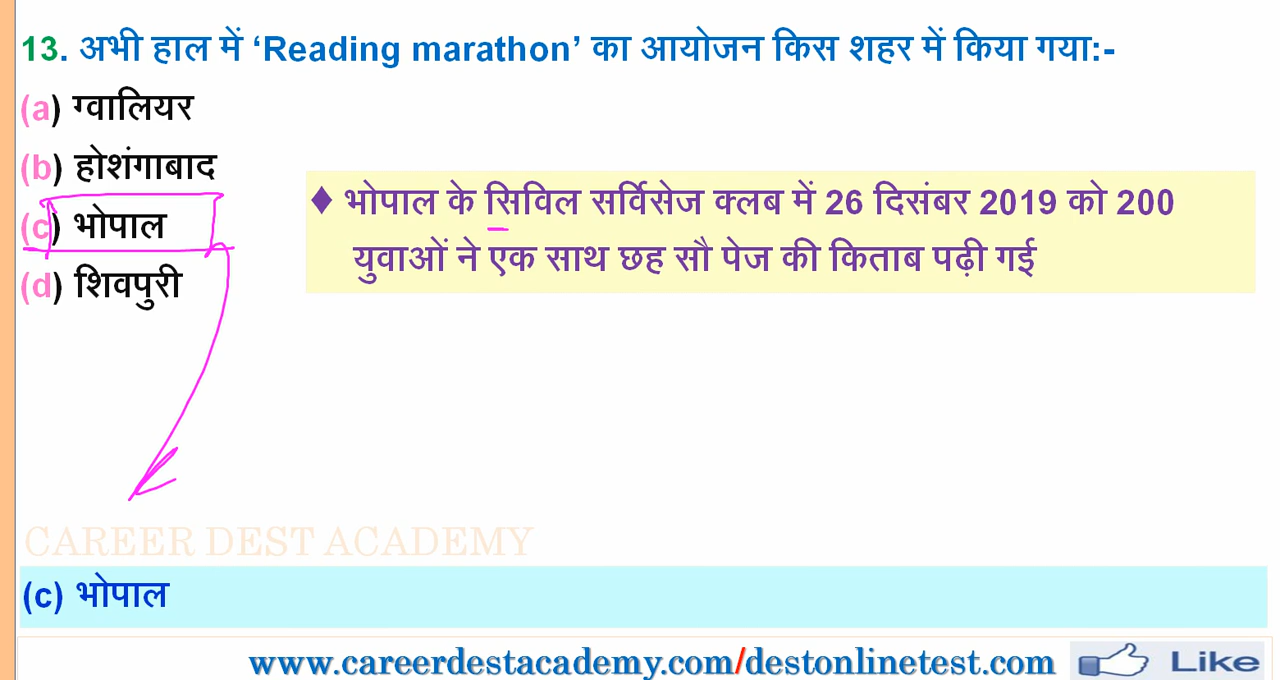 13. अभी हाल में ‘Reading marathon’ का आयोजन किस शहर में किया गया:-
(a) ग्वालियर
(b) होशंगाबाद
(c) भोपाल
(d) शिवपुरी
♦ भोपाल के सिविल सर्विसेज क्लब में 26 दिसंबर 2019 को 200
युवाओं ने एक साथ छह सौ पेज की किताब पढ़ी गई
CAREER DEST ACADEMY
(c) भोपाल
www.careerdestacademy.com/destonlinetest.com Like